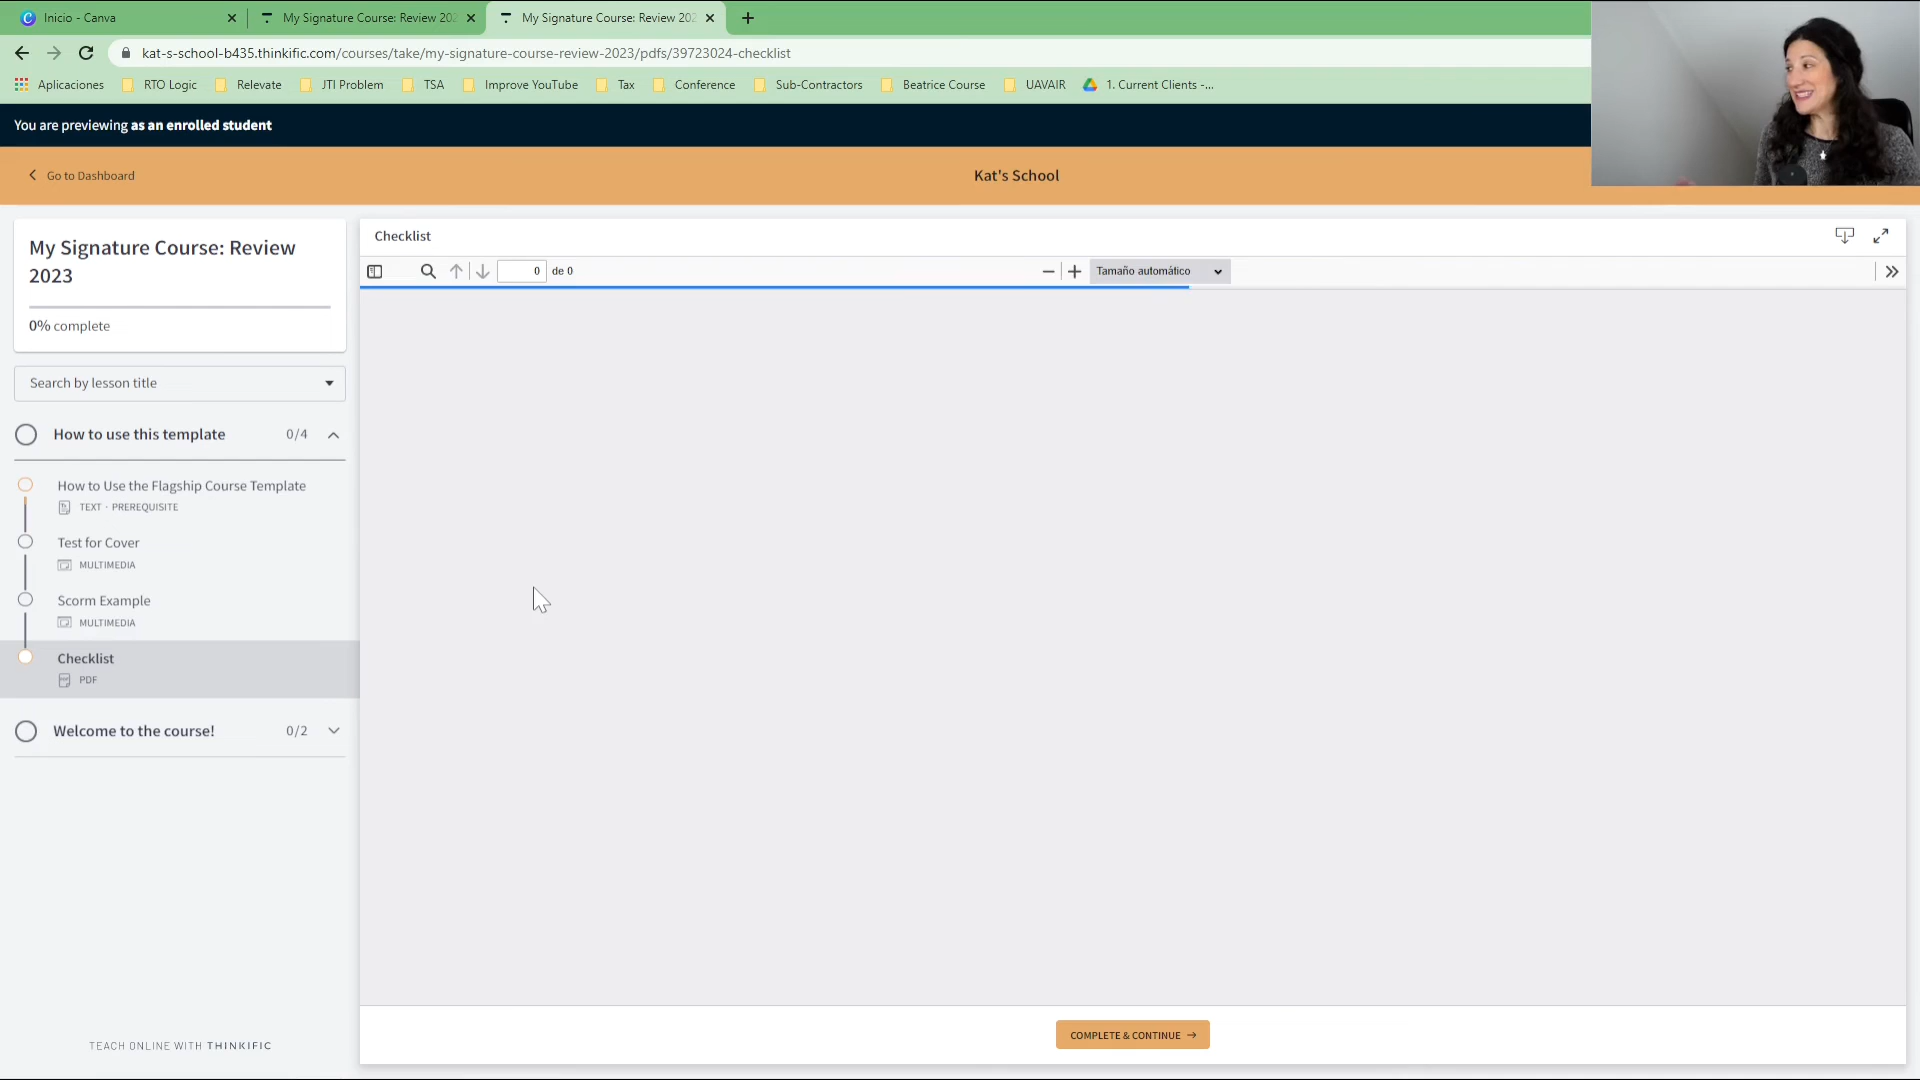 Inicio - Canva
My Signature Course: Review 202
My Signature Course: Review 202
kat-s-school-b435.thinkific.com/courses/take/my-signature-course-review-2023/pdfs/39723024-checklist
Aplicaciones
RTO Logic
Relevate
JTI Problem
TSA
Improve YouTube
Tax
Conference
Sub-Contractors
Beatrice Course
UAVAIR
1. Current Clients -...
You are previewing as an enrolled student
Go to Dashboard
Kat's School
My Signature Course: Review
2023
0% complete
Search by lesson title
How to use this template 0/4
How to Use the Flagship Course Template
TEXT · PREREQUISITE
Test for Cover
MULTIMEDIA
Scorm Example
MULTIMEDIA
Checklist
PDF
Welcome to the course! 0/2
TEACH ONLINE WITH THINKIFIC
Checklist
0 de 0
Tamaño automático
COMPLETE & CONTINUE →